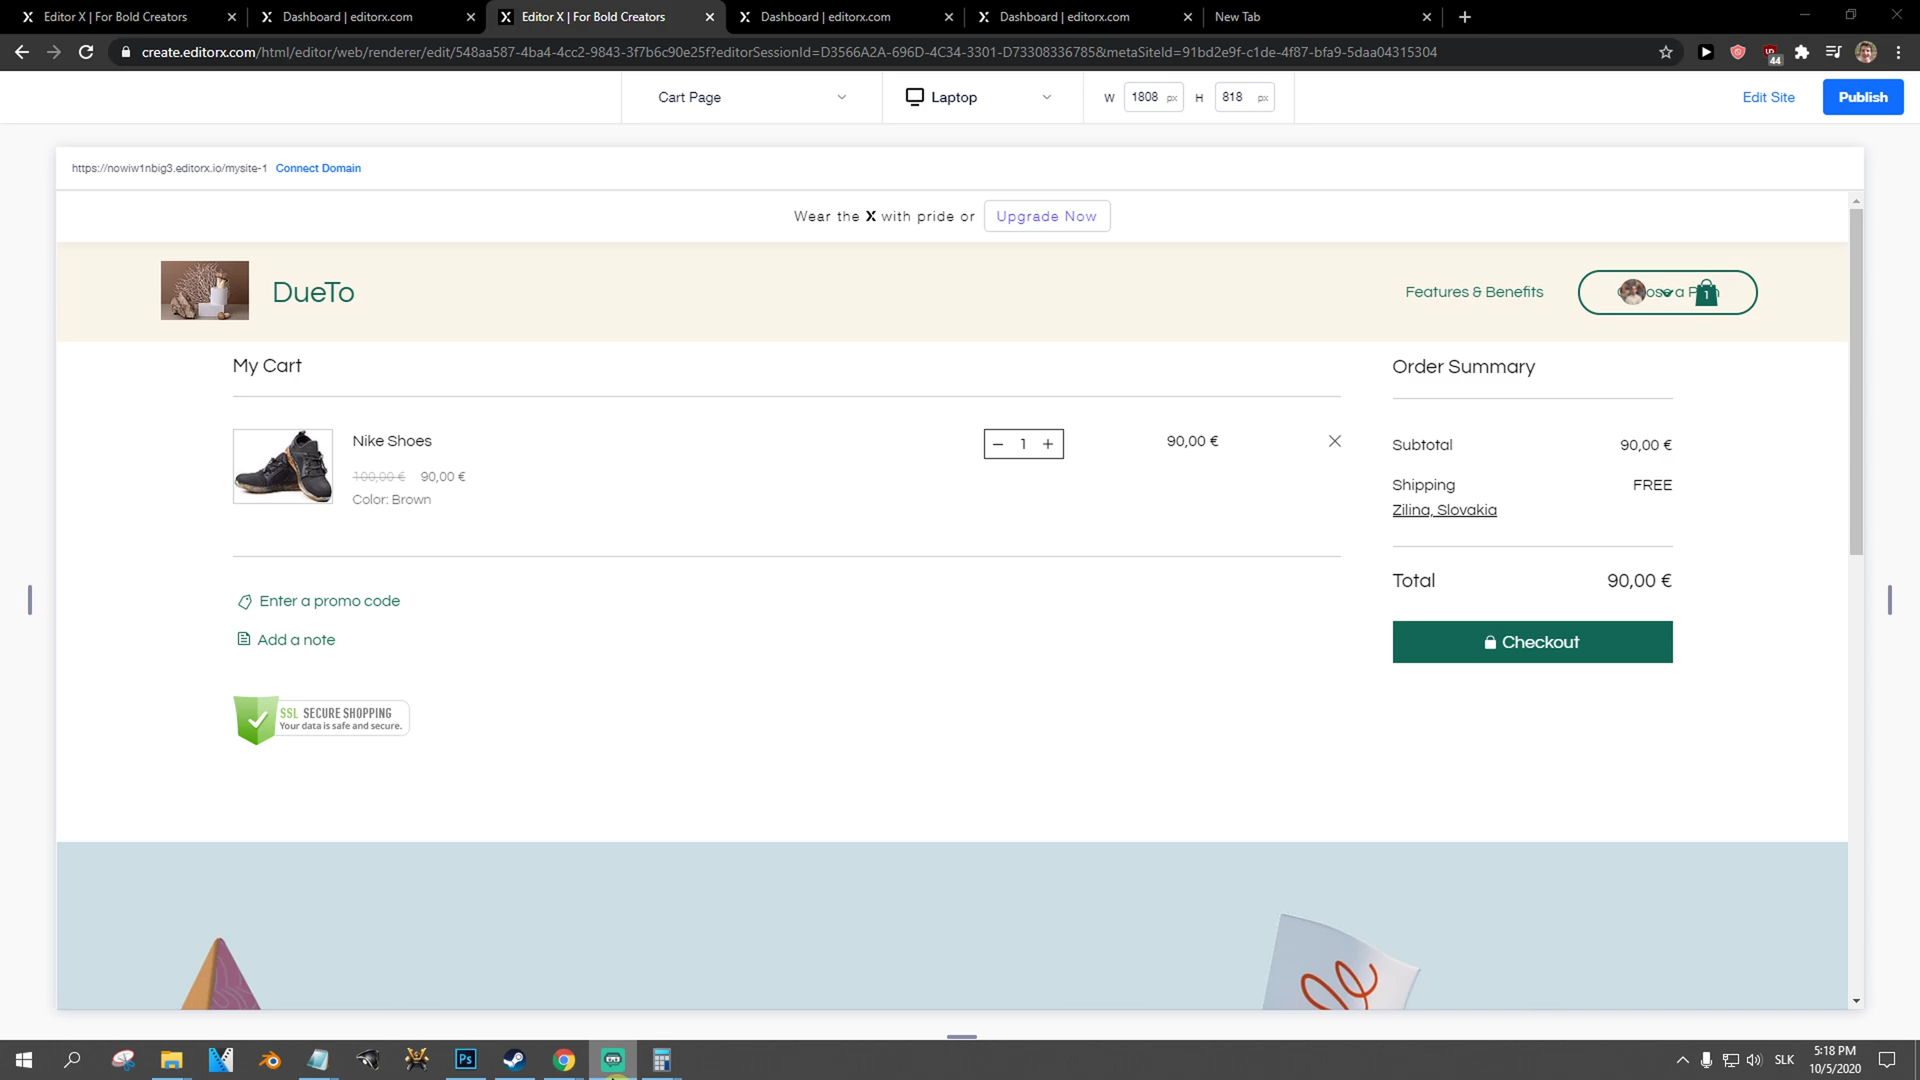 Editor X | For Bold Creators
Dashboard | editorx.com
Editor X | For Bold Creators
Dashboard | editorx.com
Dashboard | editorx.com
New Tab
create.editorx.com/html/editor/web/renderer/edit/548aa587-4ba4-4cc2-9843-3f7b6c90e25f?editorSessionId=D3566A2A-696D-4C34-3301-D73308336785&metaSiteId=91bd2e9f-c1de-4f87-bfa9-5daa04315304
44
Cart Page
Laptop
W 1808 px H 818 px
Edit Site
Publish
https://nowiw1nbig3.editorx.io/mysite-1 Connect Domain
Wear the X with pride or Upgrade Now
DueTo
Features & Benefits
1
My Cart
Order Summary
Nike Shoes
− 1 +
90,00 €
100,00 € 90,00 €
Color: Brown
Subtotal 90,00 €
Shipping FREE
Zilina, Slovakia
Total 90,00 €
Enter a promo code
Add a note
Checkout
SSL SECURE SHOPPING
Your data is safe and secure.
Ps
SLK
5:18 PM
10/5/2020